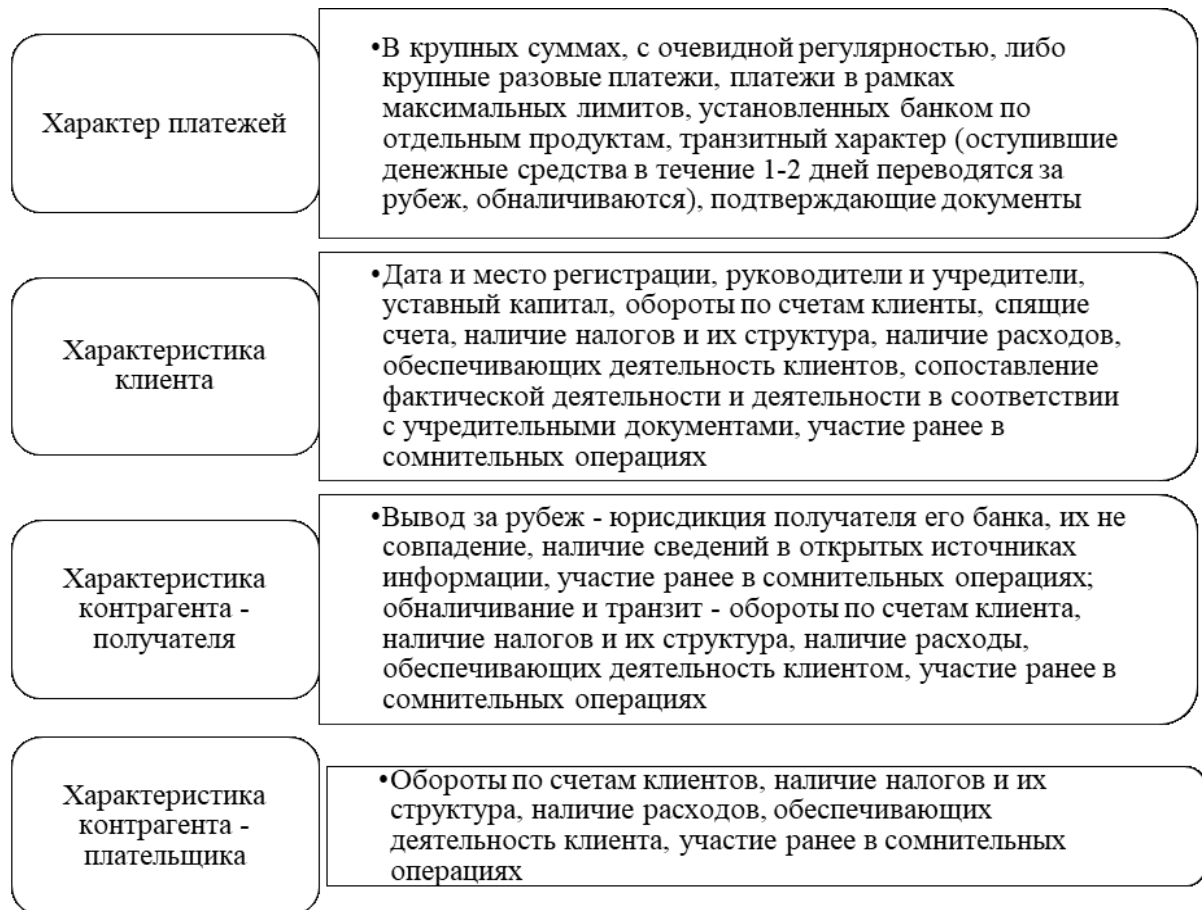 Характер платежей
•В крупных суммах, с очевидной регулярностью, либо
крупные разовые платежи, платежи в рамках
максимальных лимитов, установленных банком по
отдельным продуктам, транзитный характер (оступившие
денежные средства в течение 1-2 дней переводятся за
рубеж, обналичиваются), подтверждающие документы
Характеристика
клиента
•Дата и место регистрации, руководители и учредители,
уставный капитал, обороты по счетам клиенты, спящие
счета, наличие налогов и их структура, наличие расходов,
обеспечивающих деятельность клиентов, сопоставление
фактической деятельности и деятельности в соответствии
с учредительными документами, участие ранее в
сомнительных операциях
Характеристика
контрагента -
получателя
•Вывод за рубеж - юрисдикция получателя его банка, их не
совпадение, наличие сведений в открытых источниках
информации, участие ранее в сомнительных операциях;
обналичивание и транзит - обороты по счетам клиента,
наличие налогов и их структура, наличие расходы,
обеспечивающих деятельность клиентом, участие ранее в
сомнительных операциях
Характеристика
контрагента -
плательщика
•Обороты по счетам клиентов, наличие налогов и их
структура, наличие расходов, обеспечивающих
деятельность клиента, участие ранее в сомнительных
операциях